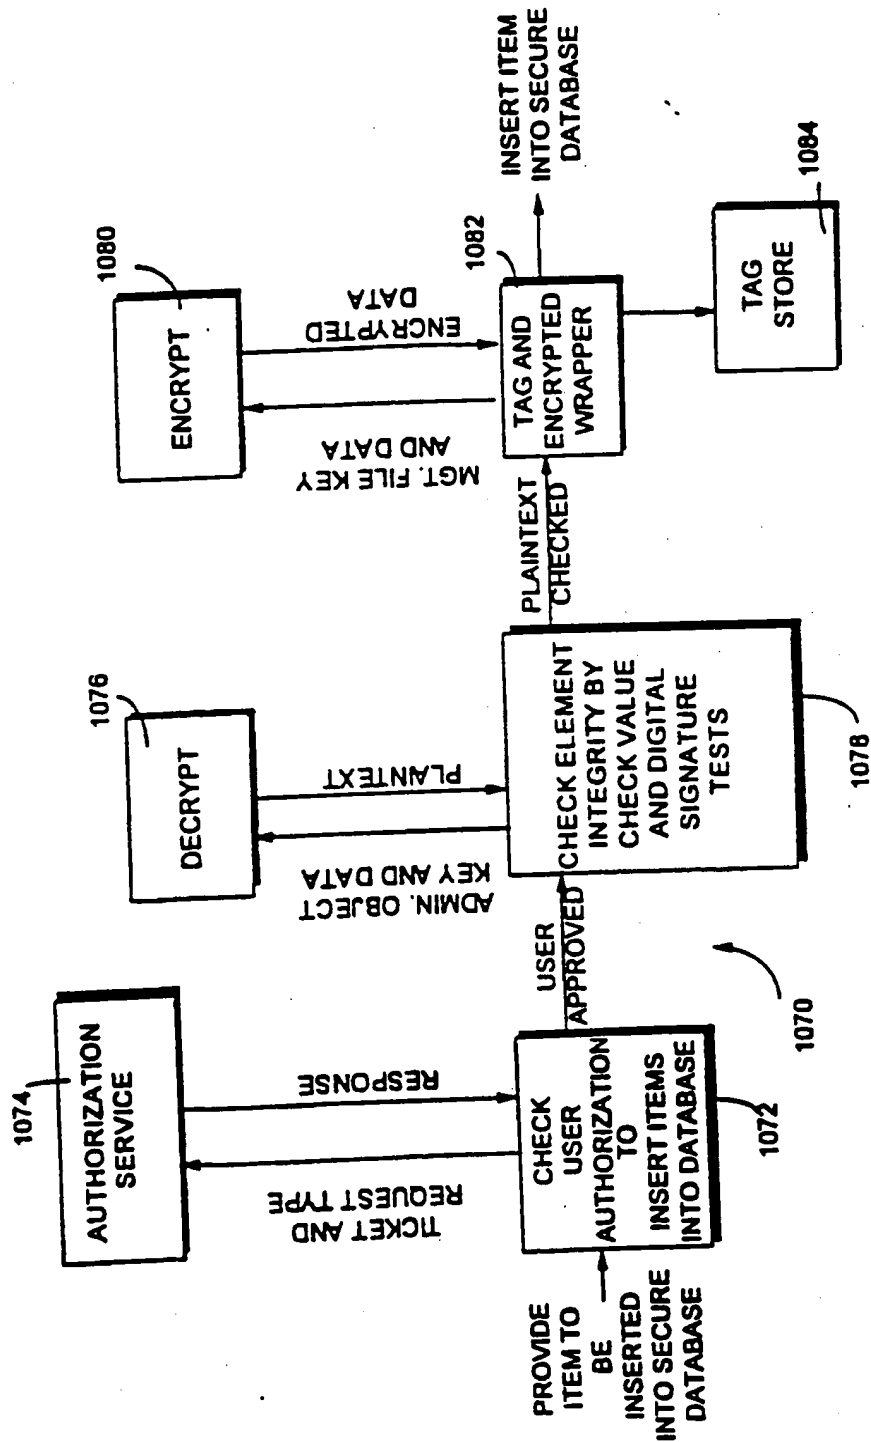 PROVIDE
ITEM TO
BE
INSERTED
INTO SECURE
DATABASE
CHECK
USER
AUTHORIZATION
TO
INSERT ITEMS
INTO DATABASE
1072
TICKET AND
REQUEST TYPE
RESPONSE
1074
AUTHORIZATION
SERVICE
1070
USER
APPROVED
CHECK ELEMENT
INTEGRITY BY
CHECK VALUE
AND DIGITAL
SIGNATURE
TESTS
1078
ADMIN. OBJECT
KEY AND DATA
PLAINTEXT
1076
DECRYPT
PLAINTEXT
CHECKED
TAG AND
ENCRYPTED
WRAPPER
1082
MGT. FILE KEY
AND DATA
ENCRYPTED
DATA
1080
ENCRYPT
INSERT ITEM
INTO SECURE
DATABASE
TAG
STORE
1084